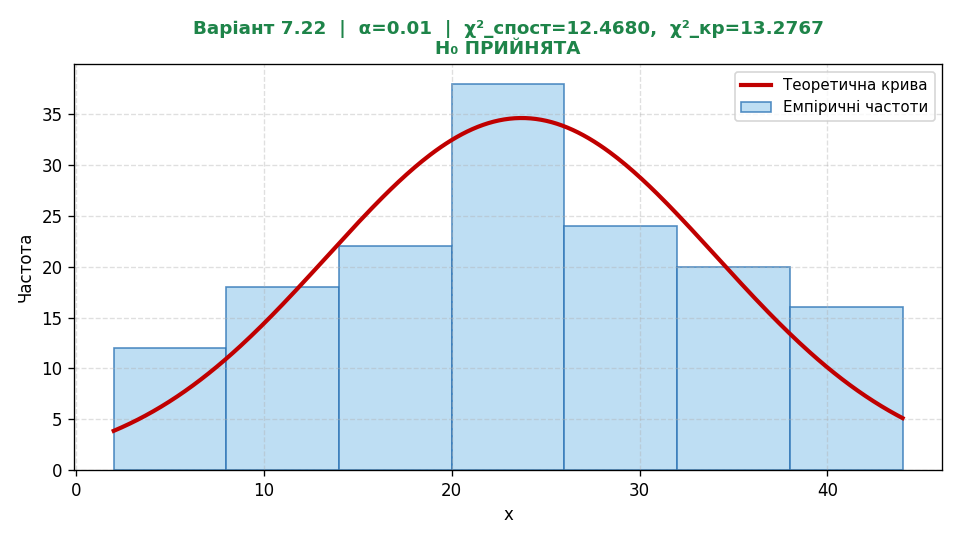 Варіант 7.22 | α=0.01 | χ²_спост=12.4680, χ²_кр=13.2767
H₀ ПРИЙНЯТА
Теоретична крива
Емпіричні частоти
Частота
35
30
25
20
15
10
5
0
0 10 20 30 40
x